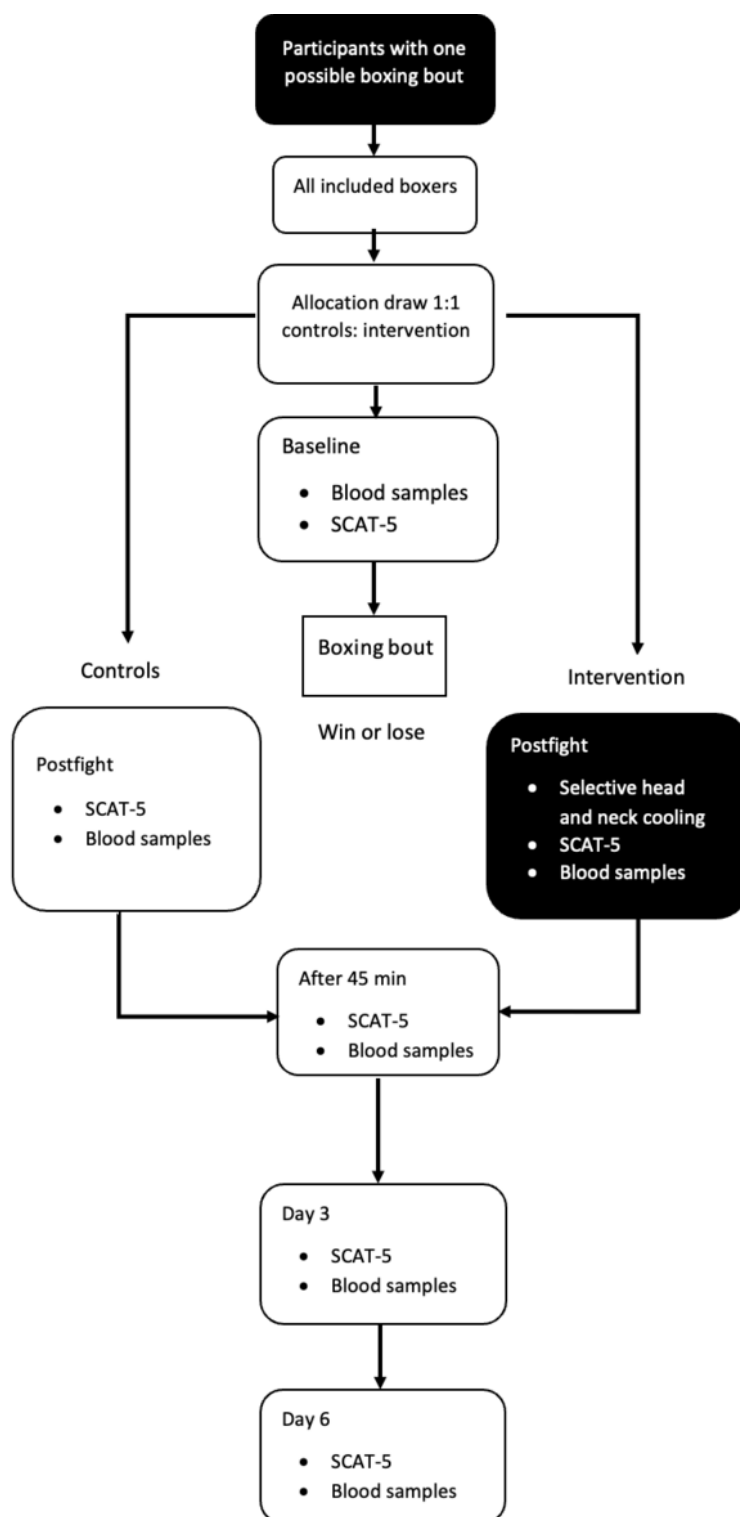 Participants with one
possible boxing bout
All included boxers
Allocation draw 1:1
controls: intervention
Baseline
• Blood samples
• SCAT-5
Boxing bout
Win or lose
Controls
Postfight
• SCAT-5
• Blood samples
Intervention
Postfight
• Selective head
and neck cooling
• SCAT-5
• Blood samples
After 45 min
• SCAT-5
• Blood samples
Day 3
• SCAT-5
• Blood samples
Day 6
• SCAT-5
• Blood samples